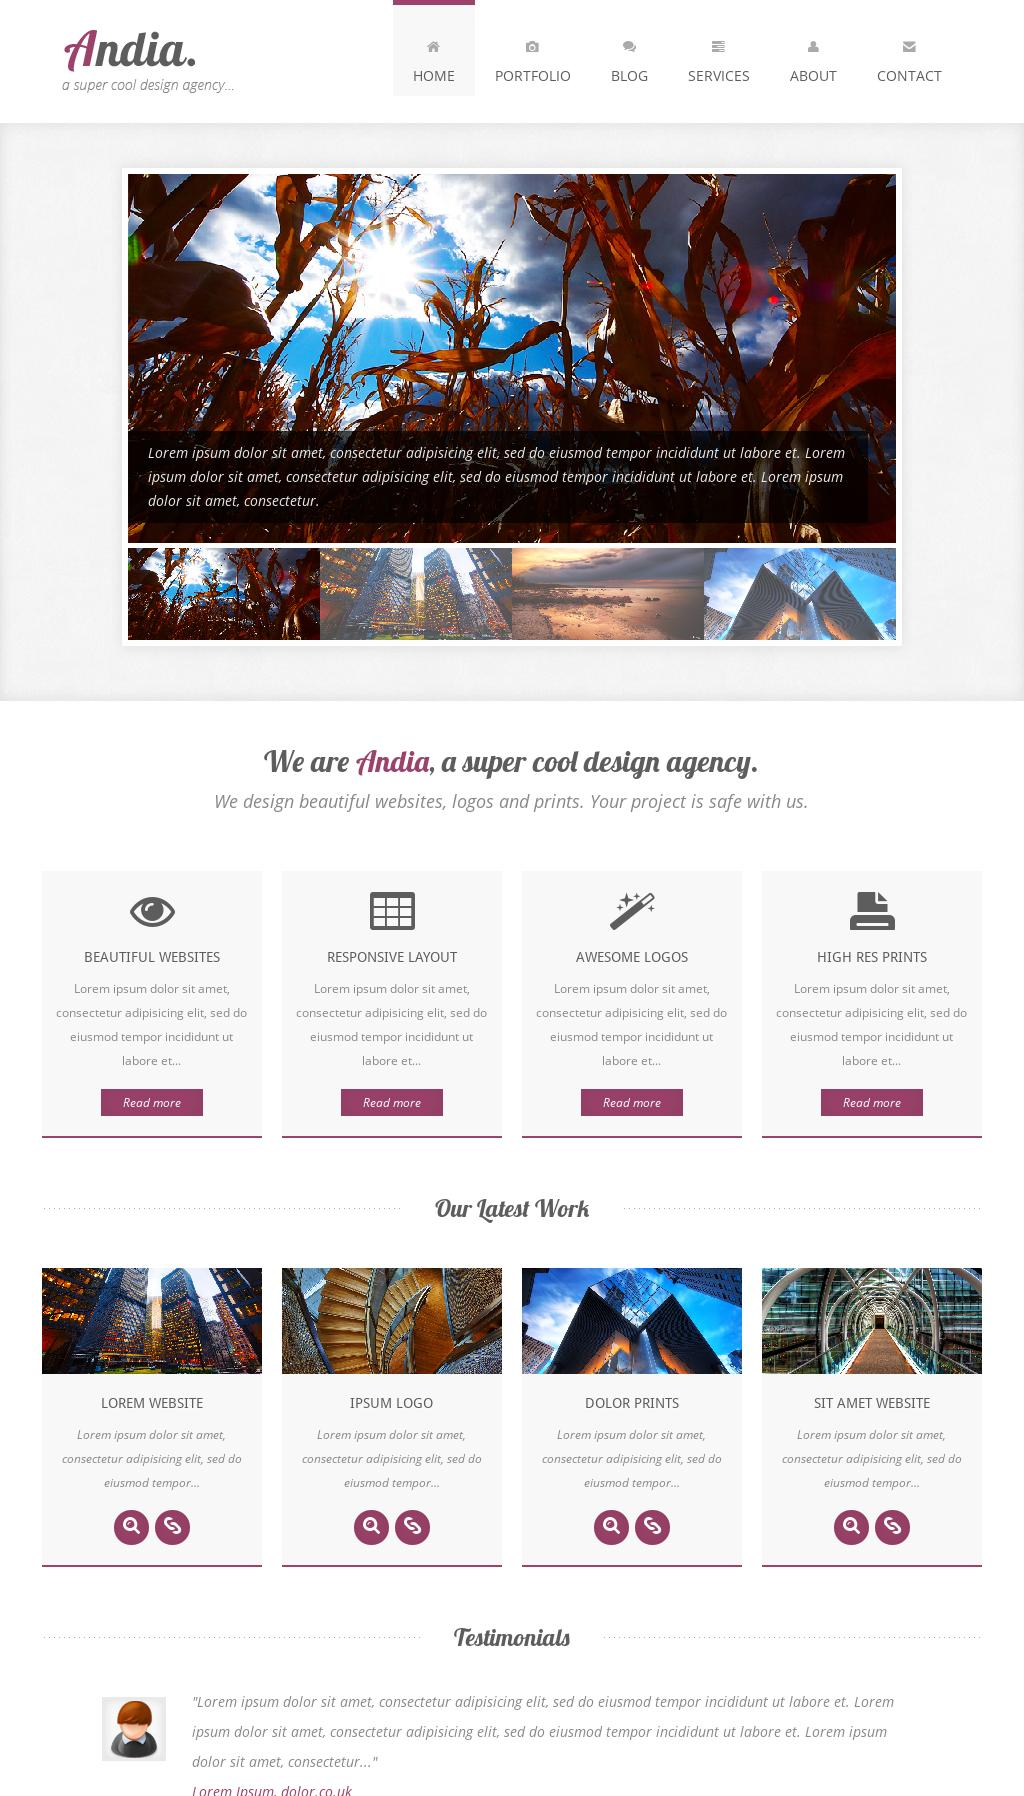 Andia.
a super cool design agency...
HOME PORTFOLIO BLOG SERVICES ABOUT CONTACT
Lorem ipsum dolor sit amet, consectetur adipisicing elit, sed do eiusmod tempor incididunt ut labore et. Lorem
ipsum dolor sit amet, consectetur adipisicing elit, sed do eiusmod tempor incididunt ut labore et. Lorem ipsum
dolor sit amet, consectetur.
We are Andia, a super cool design agency.
We design beautiful websites, logos and prints. Your project is safe with us.
BEAUTIFUL WEBSITES
Lorem ipsum dolor sit amet,
consectetur adipisicing elit, sed do
eiusmod tempor incididunt ut
labore et...
Read more
RESPONSIVE LAYOUT
Lorem ipsum dolor sit amet,
consectetur adipisicing elit, sed do
eiusmod tempor incididunt ut
labore et...
Read more
AWESOME LOGOS
Lorem ipsum dolor sit amet,
consectetur adipisicing elit, sed do
eiusmod tempor incididunt ut
labore et...
Read more
HIGH RES PRINTS
Lorem ipsum dolor sit amet,
consectetur adipisicing elit, sed do
eiusmod tempor incididunt ut
labore et...
Read more
Our Latest Work
LOREM WEBSITE
Lorem ipsum dolor sit amet,
consectetur adipisicing elit, sed do
eiusmod tempor...
IPSUM LOGO
Lorem ipsum dolor sit amet,
consectetur adipisicing elit, sed do
eiusmod tempor...
DOLOR PRINTS
Lorem ipsum dolor sit amet,
consectetur adipisicing elit, sed do
eiusmod tempor...
SIT AMET WEBSITE
Lorem ipsum dolor sit amet,
consectetur adipisicing elit, sed do
eiusmod tempor...
Testimonials
"Lorem ipsum dolor sit amet, consectetur adipisicing elit, sed do eiusmod tempor incididunt ut labore et. Lorem
ipsum dolor sit amet, consectetur adipisicing elit, sed do eiusmod tempor incididunt ut labore et. Lorem ipsum
dolor sit amet, consectetur..."
Lorem Ipsum, dolor.co.uk